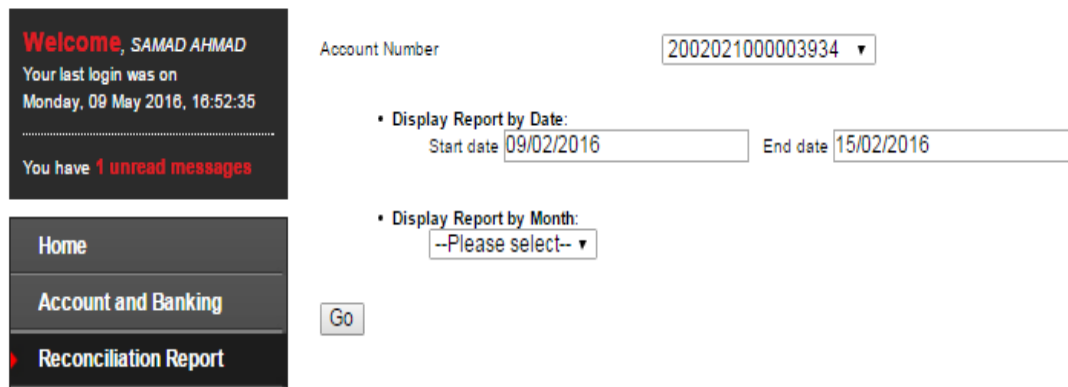 Welcome, SAMAD AHMAD
Your last login was on
Monday, 09 May 2016, 16:52:35
You have 1 unread messages
Home
Account and Banking
Reconciliation Report
Account Number 2002021000003934
• Display Report by Date:
Start date 09/02/2016 End date 15/02/2016
• Display Report by Month:
--Please select--
Go